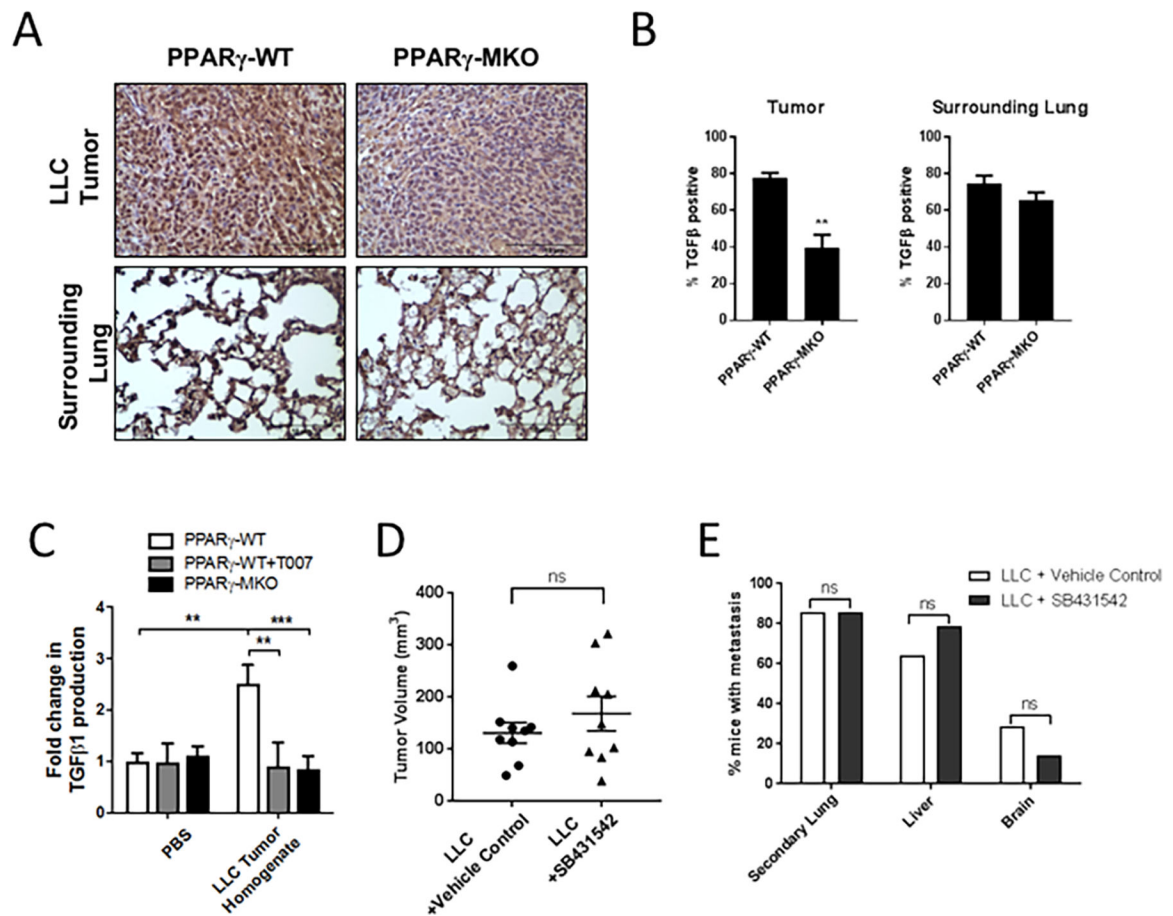 A
PPARγ-WT
PPARγ-MKO
LLC
Tumor
Surrounding
Lung
B
Tumor
% TGFβ positive
100
80
60
40
20
0
**
PPARγ-WT
PPARγ-MKO
Surrounding Lung
% TGFβ positive
100
80
60
40
20
0
PPARγ-WT
PPARγ-MKO
C
PPARγ-WT
PPARγ-WT+T007
PPARγ-MKO
Fold change in
TGFβ1 production
4
3
2
1
0
**
***
**
PBS
LLC Tumor
Homogenate
D
ns
Tumor Volume (mm³)
400
300
200
100
0
LLC
+Vehicle Control
LLC
+SB431542
E
LLC + Vehicle Control
LLC + SB431542
% mice with metastasis
100
80
60
40
20
0
ns
ns
ns
Secondary Lung
Liver
Brain